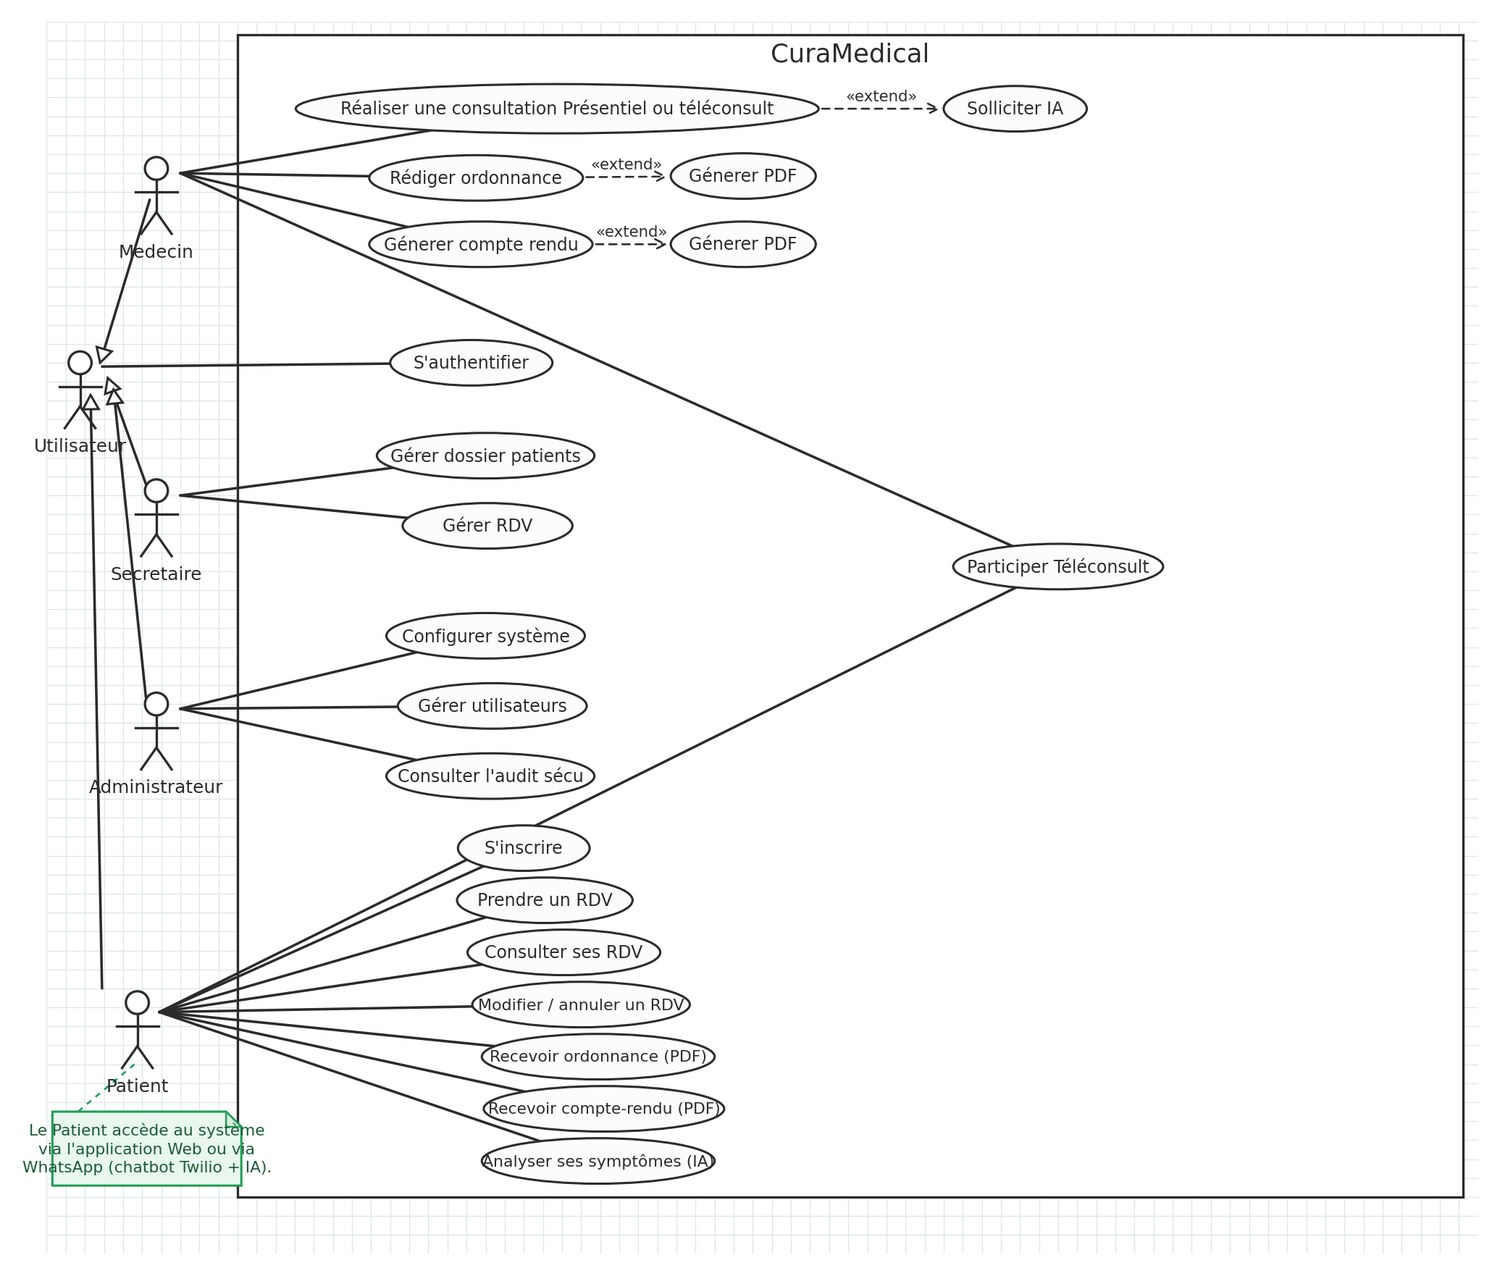 CuraMedical
Réaliser une consultation Présentiel ou téléconsult
«extend»
Solliciter IA
Rédiger ordonnance
«extend»
Génerer PDF
Génerer compte rendu
«extend»
Génerer PDF
Medecin
S'authentifier
Utilisateur
Gérer dossier patients
Gérer RDV
Secretaire
Participer Téléconsult
Configurer système
Gérer utilisateurs
Consulter l'audit sécu
Administrateur
S'inscrire
Prendre un RDV
Consulter ses RDV
Modifier / annuler un RDV
Recevoir ordonnance (PDF)
Recevoir compte-rendu (PDF)
Analyser ses symptômes (IA)
Patient
Le Patient accède au système
via l'application Web ou via
WhatsApp (chatbot Twilio + IA).